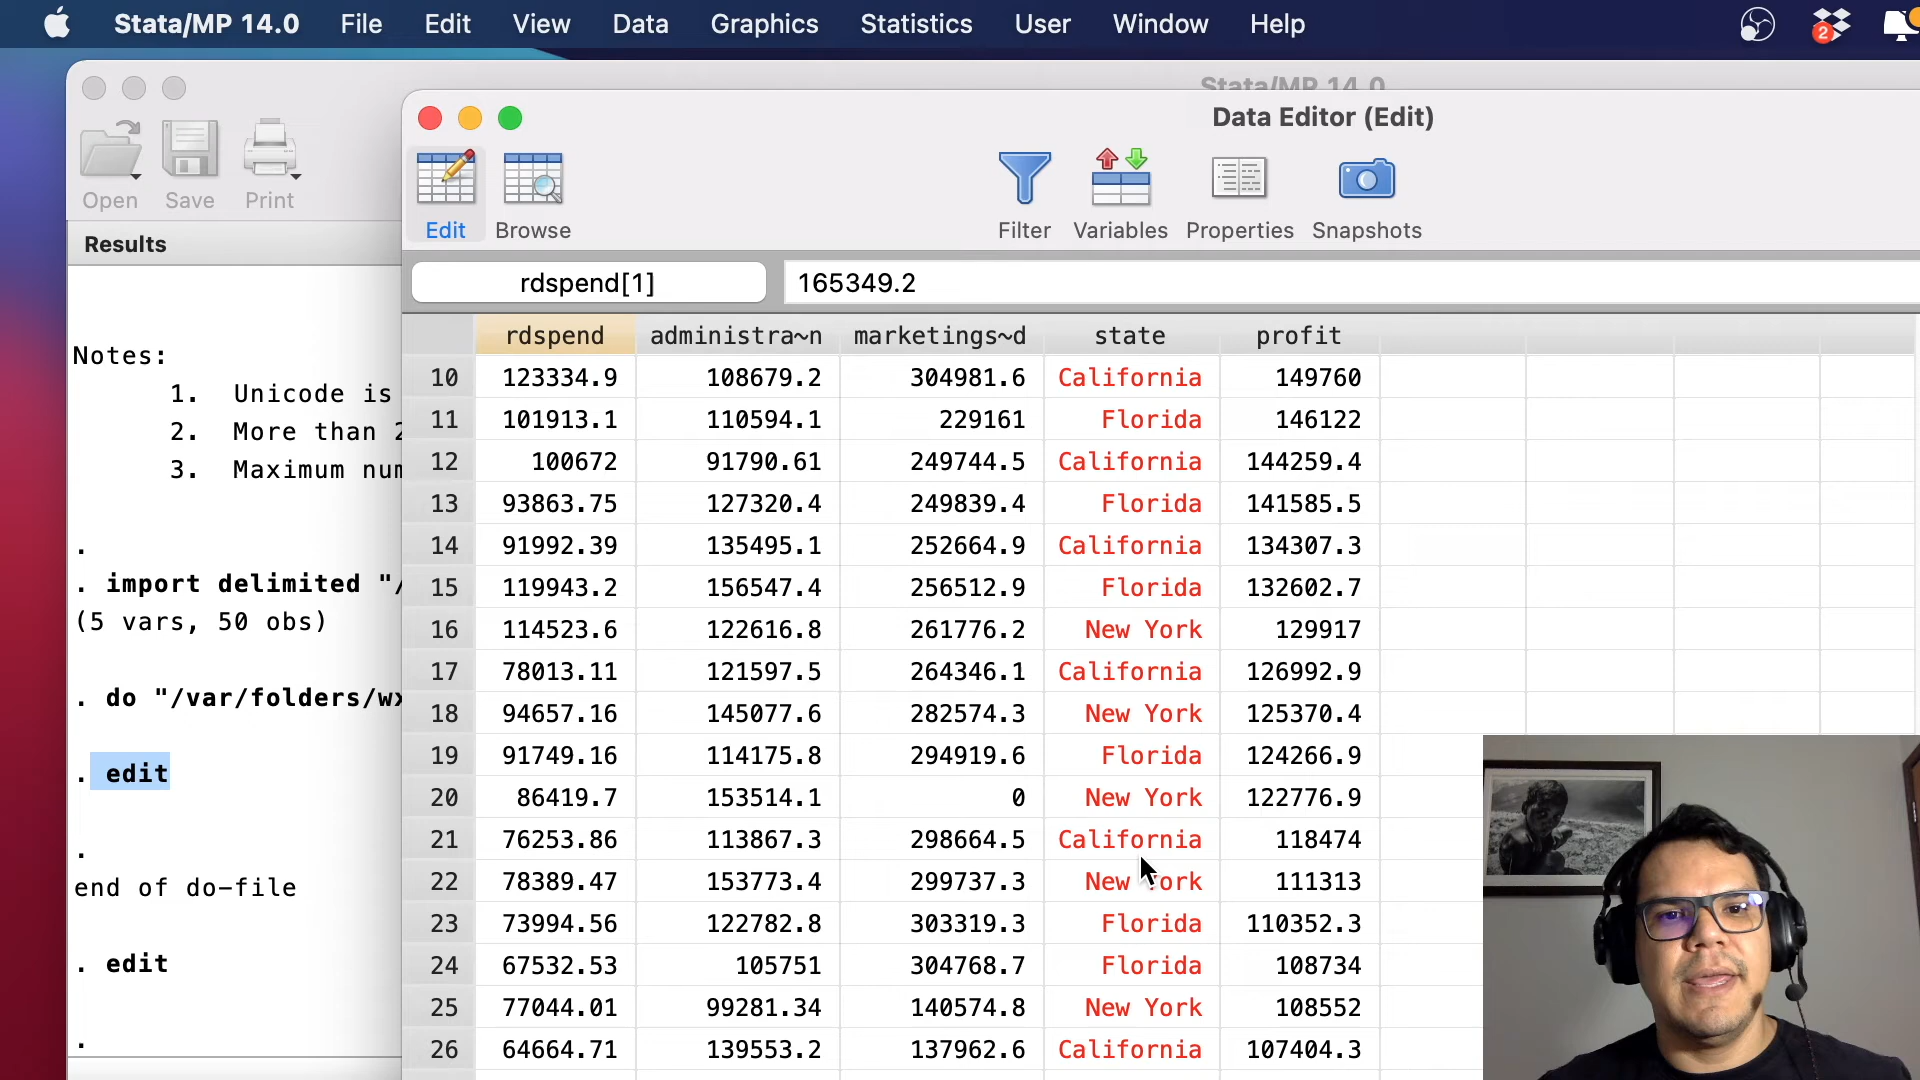 Stata/MP 14.0 File Edit View Data Graphics Statistics User Window Help 2
Stata/MP 14.0
Data Editor (Edit)
Open Save Print
Edit Browse Filter Variables Properties Snapshots
Results
rdspend[1] 165349.2
Notes:
1. Unicode is
2. More than 2
3. Maximum num
.
. import delimited "/
(5 vars, 50 obs)
. do "/var/folders/wx
. edit
.
end of do-file
. edit
.
rdspend administra~n marketings~d state profit
10 123334.9 108679.2 304981.6 California 149760
11 101913.1 110594.1 229161 Florida 146122
12 100672 91790.61 249744.5 California 144259.4
13 93863.75 127320.4 249839.4 Florida 141585.5
14 91992.39 135495.1 252664.9 California 134307.3
15 119943.2 156547.4 256512.9 Florida 132602.7
16 114523.6 122616.8 261776.2 New York 129917
17 78013.11 121597.5 264346.1 California 126992.9
18 94657.16 145077.6 282574.3 New York 125370.4
19 91749.16 114175.8 294919.6 Florida 124266.9
20 86419.7 153514.1 0 New York 122776.9
21 76253.86 113867.3 298664.5 California 118474
22 78389.47 153773.4 299737.3 New York 111313
23 73994.56 122782.8 303319.3 Florida 110352.3
24 67532.53 105751 304768.7 Florida 108734
25 77044.01 99281.34 140574.8 New York 108552
26 64664.71 139553.2 137962.6 California 107404.3